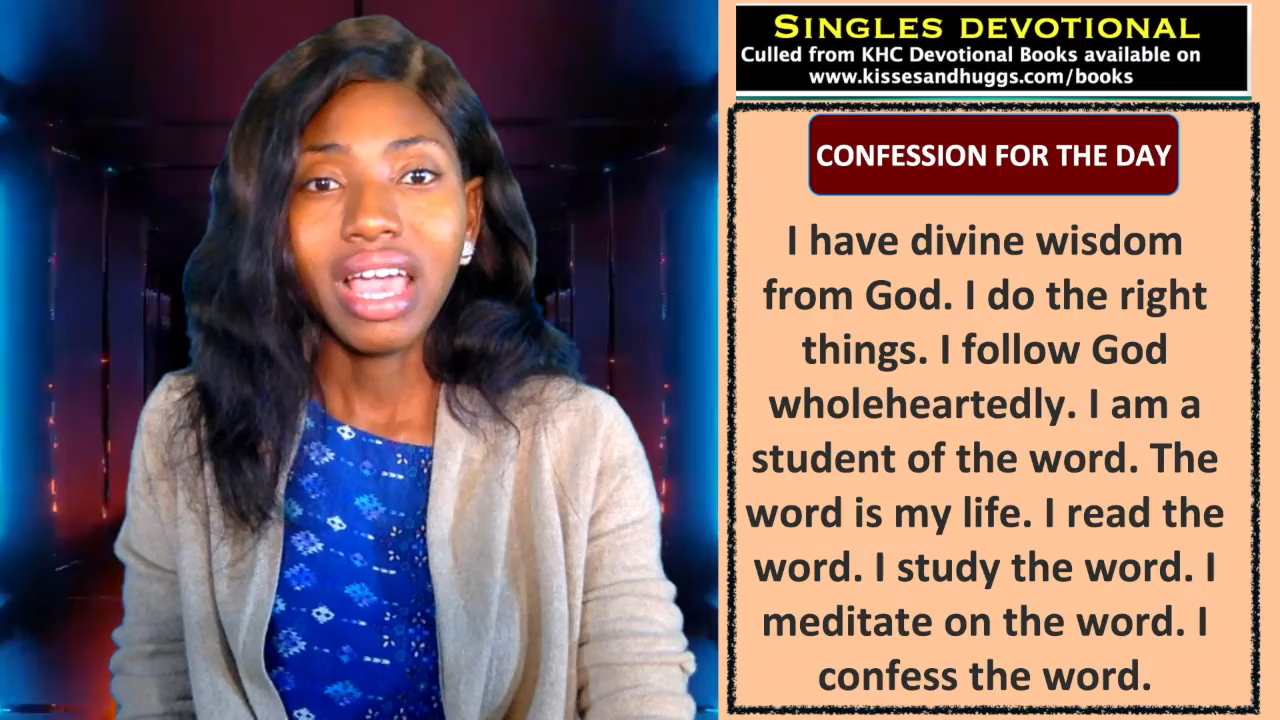 SINGLES DEVOTIONAL
Culled from KHC Devotional Books available on
www.kissesandhuggs.com/books
CONFESSION FOR THE DAY
I have divine wisdom
from God. I do the right
things. I follow God
wholeheartedly. I am a
student of the word. The
word is my life. I read the
word. I study the word. I
meditate on the word. I
confess the word.